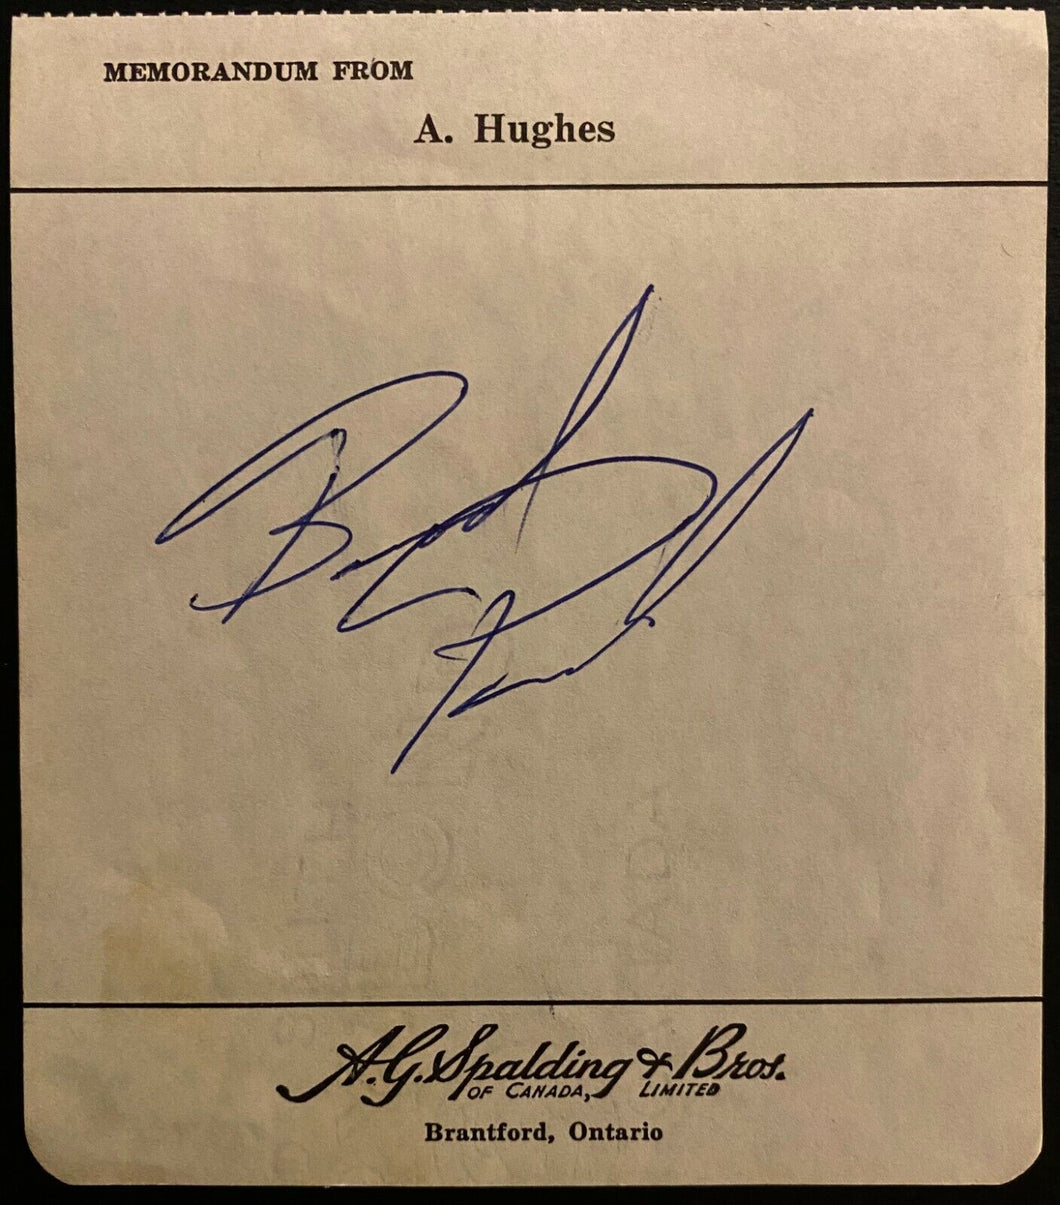 MEMORANDUM FROM
A. Hughes
A.G. Spalding & Bros.
OF CANADA, LIMITED
Brantford, Ontario